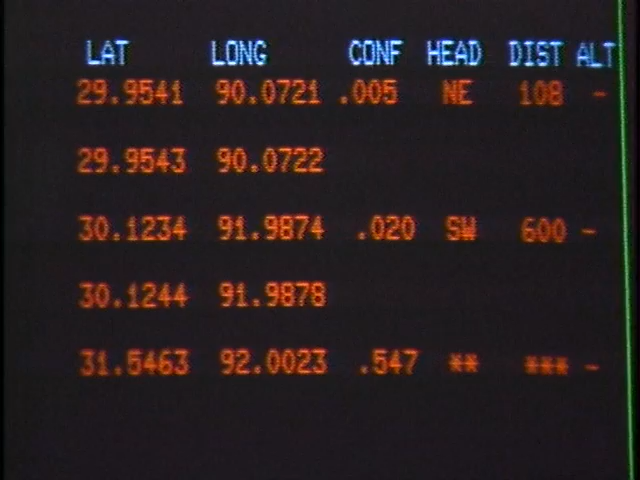 LAT LONG CONF HEAD DIST ALT
29.9541 90.0721 .005 NE 108 -
29.9543 90.0722
30.1234 91.9874 .020 SW 600 -
30.1244 91.9878
31.5463 92.0023 .547 ** *** -